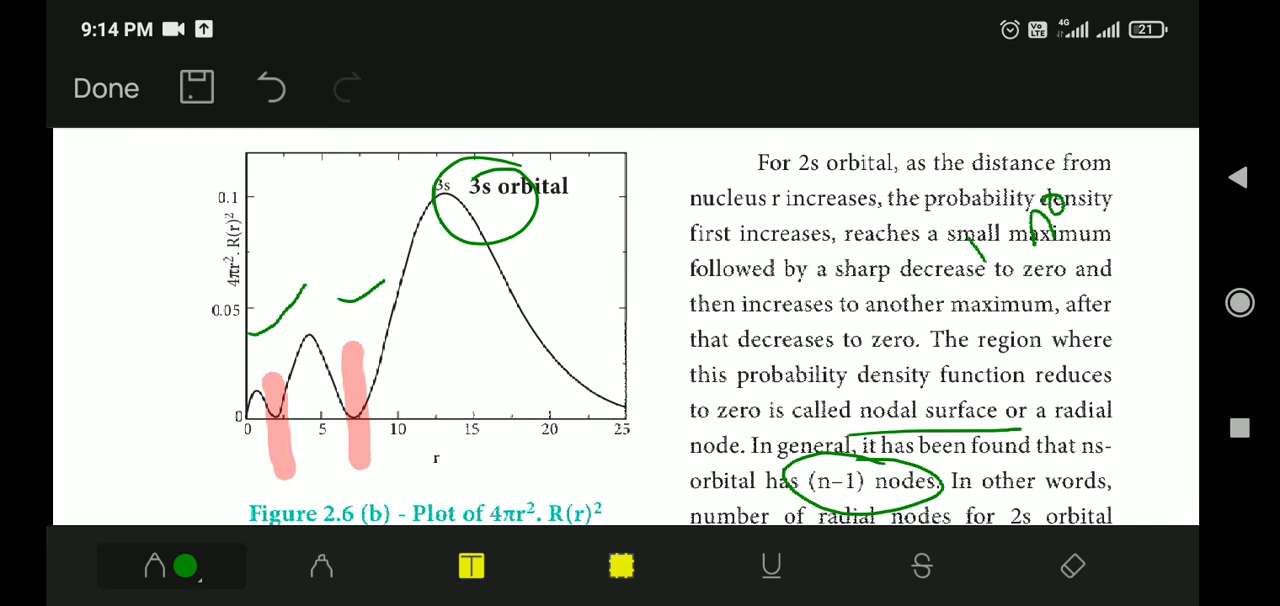 9:14 PM
Vo LTE 4G 21
Done
3s 3s orbital
0.1
0.05
0
4πr². R(r)²
0 5 10 15 20 25
r
Figure 2.6 (b) - Plot of 4πr². R(r)²
For 2s orbital, as the distance from
nucleus r increases, the probability density
first increases, reaches a small maximum
followed by a sharp decrease to zero and
then increases to another maximum, after
that decreases to zero. The region where
this probability density function reduces
to zero is called nodal surface or a radial
node. In general, it has been found that ns-
orbital has (n−1) nodes. In other words,
number of radial nodes for 2s orbital
T
U
S